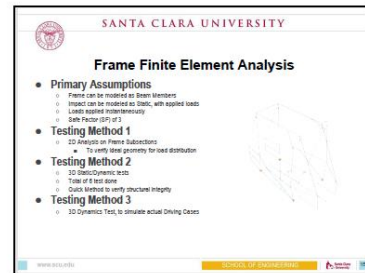 SANTA CLARA UNIVERSITY
Frame Finite Element Analysis
Primary Assumptions
Frame can be modeled as Beam Members
Impact can be modeled as Static, with applied loads
Loads applied Instantaneously
Safe Factor (SF) of 3
Testing Method 1
2D Analysis on Frame Subsections
To verify ideal geometry for load distribution
Testing Method 2
3D Static/Dynamic tests
Total of 6 test done
Quick Method to verify structural integrity
Testing Method 3
3D Dynamics Test, to simulate actual Driving Cases
www.scu.edu
SCHOOL OF ENGINEERING
Santa Clara
University